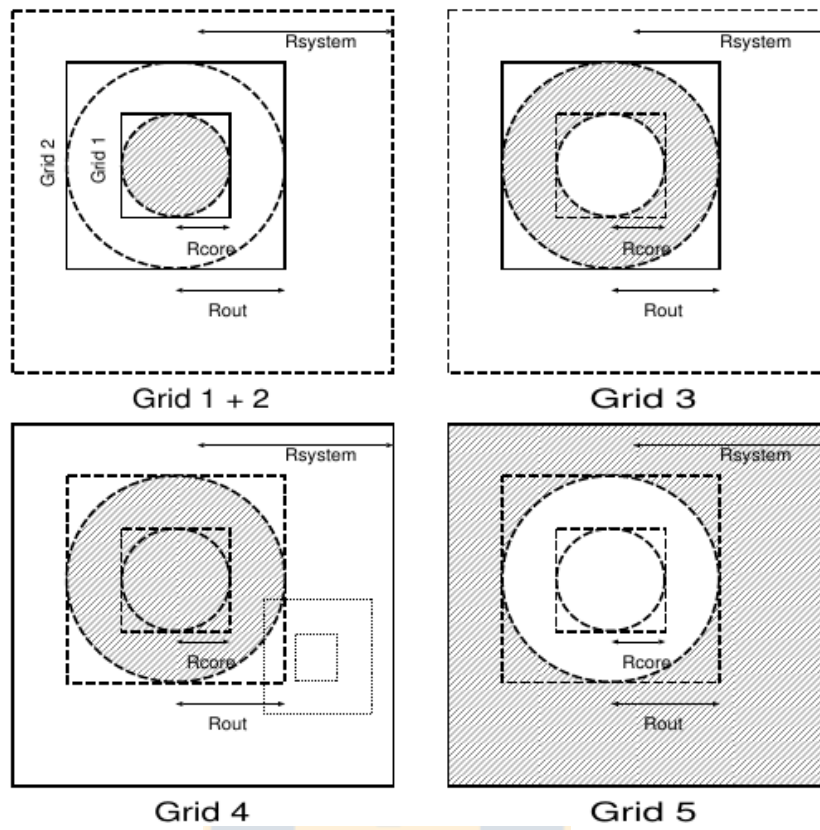 Rsystem
Grid 2
Grid 1
Rcore
Rout
Grid 1 + 2
Rsystem
Rcore
Rout
Grid 3
Rsystem
Rcore
Rout
Grid 4
Rsystem
Rcore
Rout
Grid 5